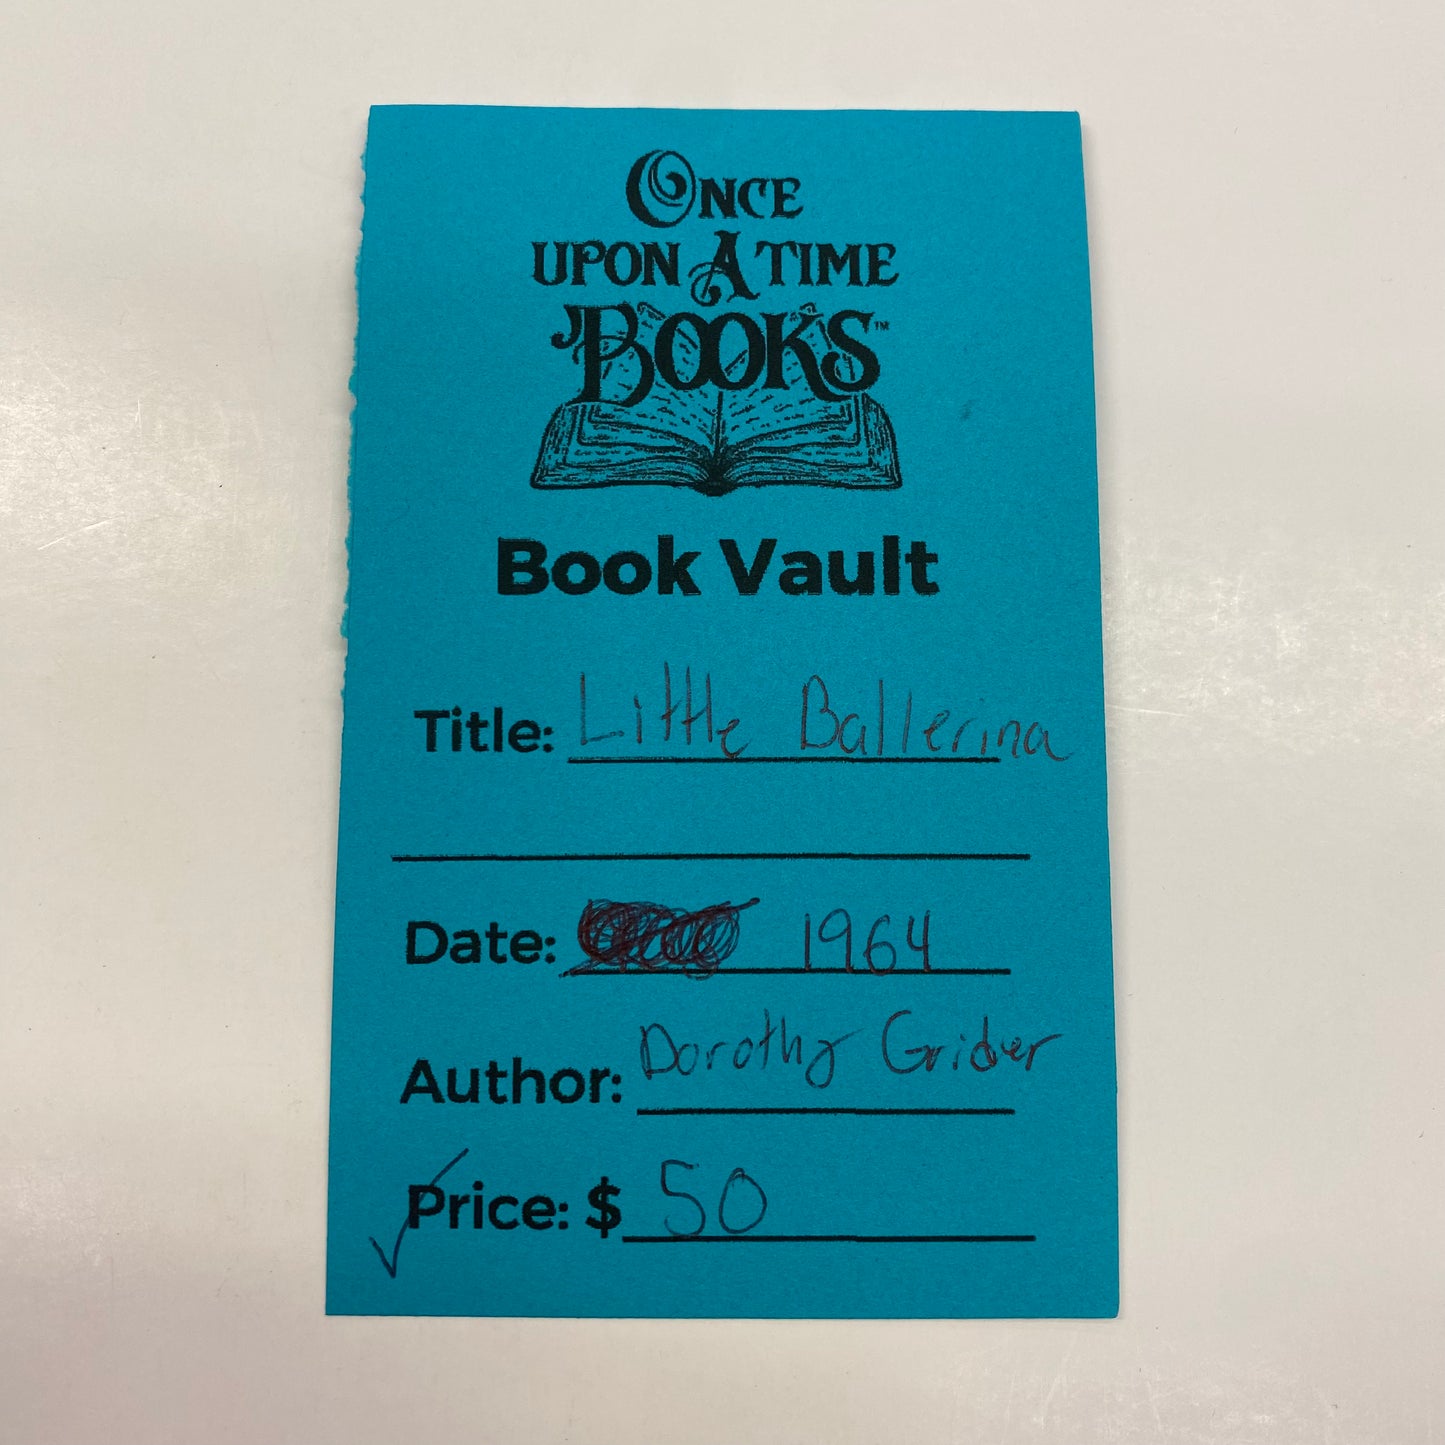 ONCE
UPON A TIME
BOOKS™
Book Vault
Title: Little Ballerina
Date: 1964
Author: Dorothy Grider
Price: $ 50